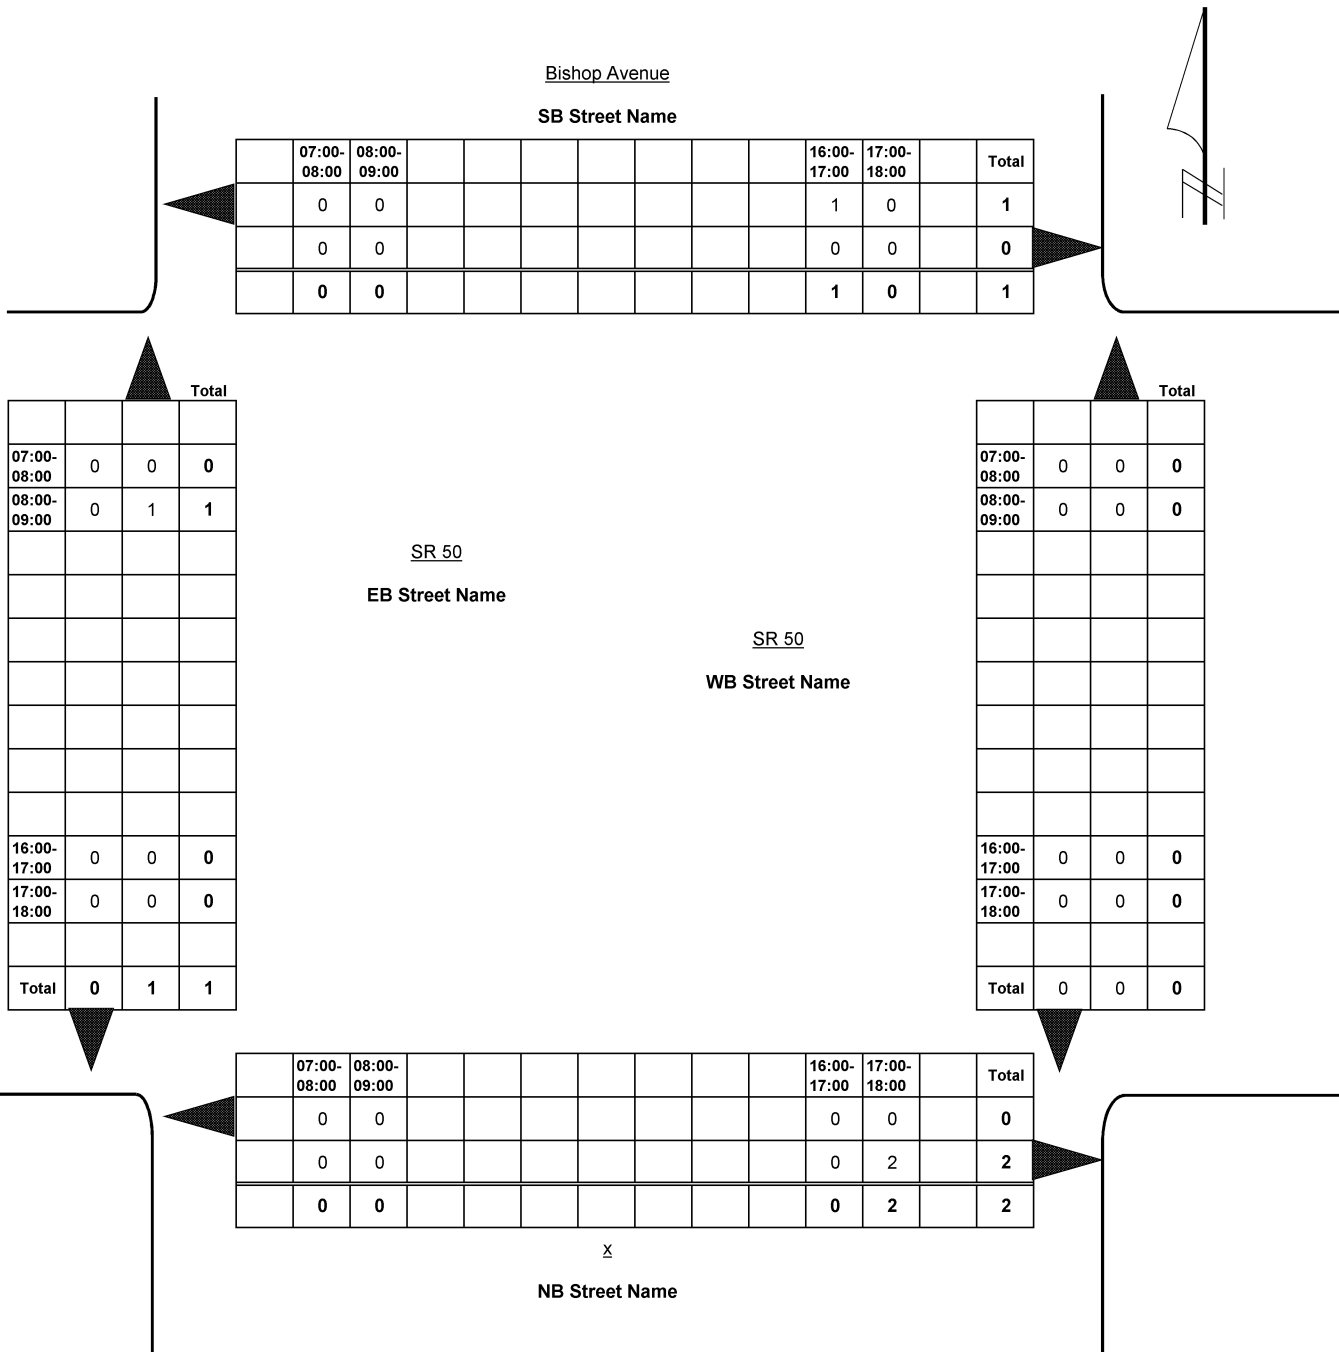 Bishop Avenue
SB Street Name
07:00- 08:00- 16:00- 17:00- Total
08:00 09:00 17:00 18:00
0 0 1 0 1
0 0 0 0 0
0 0 1 0 1
Total
07:00-
08:00 0 0 0
08:00-
09:00 0 1 1
16:00-
17:00 0 0 0
17:00-
18:00 0 0 0
Total 0 1 1
SR 50
EB Street Name
SR 50
WB Street Name
Total
07:00-
08:00 0 0 0
08:00-
09:00 0 0 0
16:00-
17:00 0 0 0
17:00-
18:00 0 0 0
Total 0 0 0
07:00- 08:00- 16:00- 17:00- Total
08:00 09:00 17:00 18:00
0 0 0 0 0
0 0 0 2 2
0 0 0 2 2
x
NB Street Name